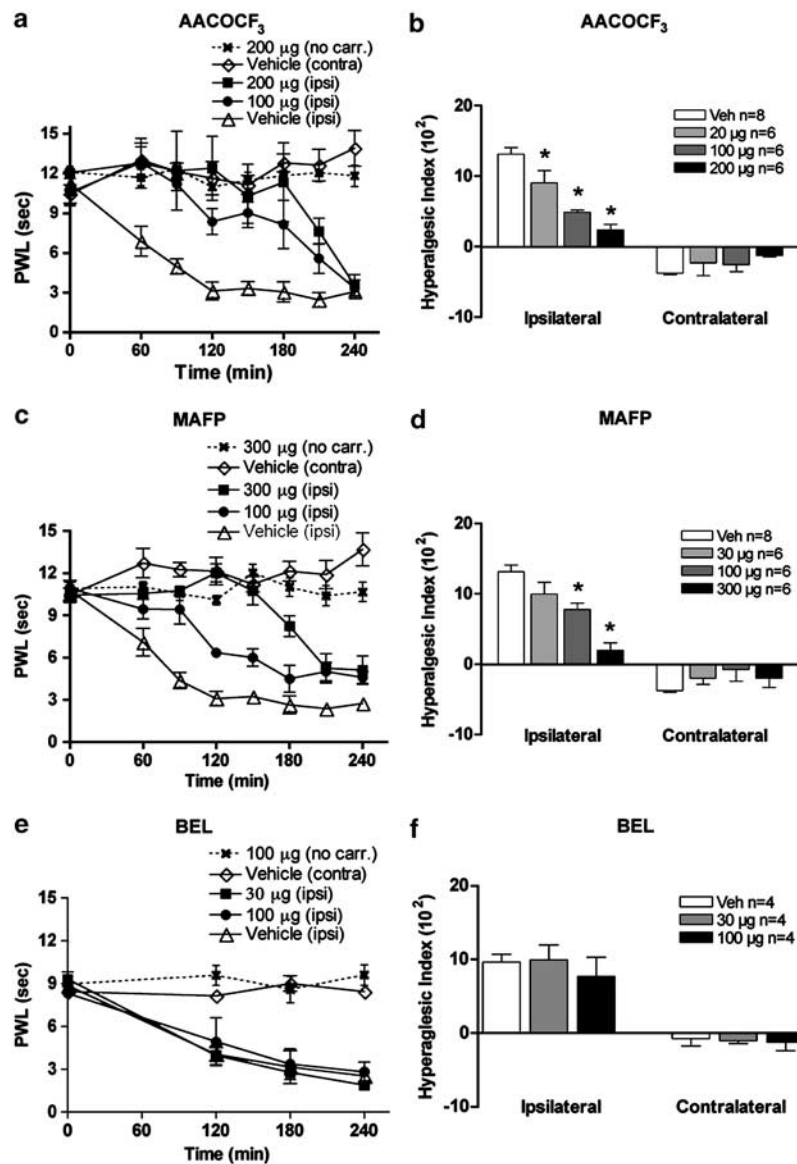 a
AACOCF₃
200 µg (no carr.)
Vehicle (contra)
200 µg (ipsi)
100 µg (ipsi)
Vehicle (ipsi)
15
12
9
6
3
0
PWL (sec)
0 60 120 180 240
Time (min)
b
AACOCF₃
Hyperalgesic Index (10²)
20
10
0
-10
Veh n=8
20 µg n=6
100 µg n=6
200 µg n=6
* * *
Ipsilateral Contralateral
c
MAFP
300 µg (no carr.)
Vehicle (contra)
300 µg (ipsi)
100 µg (ipsi)
Vehicle (ipsi)
15
12
9
6
3
0
PWL (sec)
0 60 120 180 240
Time (min)
d
MAFP
Hyperalgesic Index (10²)
20
10
0
-10
Veh n=8
30 µg n=6
100 µg n=6
300 µg n=6
* *
Ipsilateral Contralateral
e
BEL
100 µg (no carr.)
Vehicle (contra)
30 µg (ipsi)
100 µg (ipsi)
Vehicle (ipsi)
15
12
9
6
3
0
PWL (sec)
0 60 120 180 240
Time (min)
f
BEL
Hyperaglesic Index (10²)
20
10
0
-10
Veh n=4
30 µg n=4
100 µg n=4
Ipsilateral Contralateral